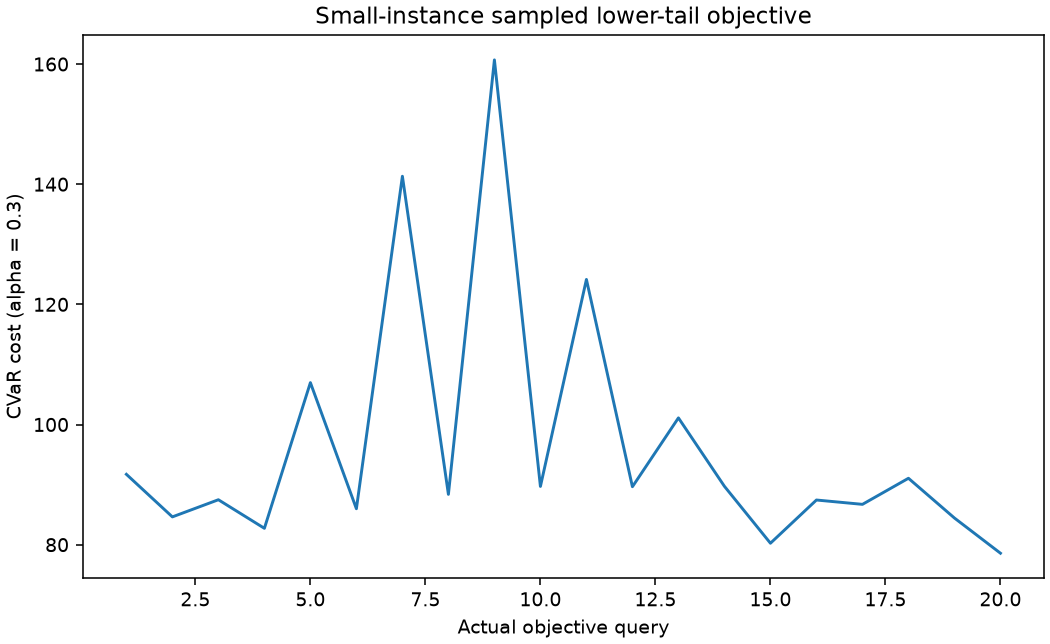 Small-instance sampled lower-tail objective
CVaR cost (alpha = 0.3)
160
140
120
100
80
2.5 5.0 7.5 10.0 12.5 15.0 17.5 20.0
Actual objective query